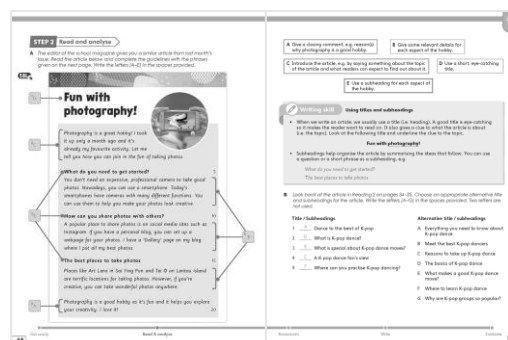 STEP 2 Read and analyse
A The editor of the school magazine gives you a similar article from last month's
issue. Read the article below and complete the guidelines with the phrases
given on the next page. Write the letters (A–E) in the spaces provided.
Fun with
photography!
Photography is a great hobby! I took
it up only a month ago and it's
already my favourite activity. Let me
tell you how you can join in the fun of taking photos.
What do you need to get started?
You don't need an expensive, professional camera to take good
photos. Nowadays, you can use a smartphone. Today's
smartphones have cameras with many different functions. You
can use them to help you make your photos look creative.
How can you share photos with others?
A popular place to share photos is on social media sites such as
Instagram. If you have a personal blog, you can set up a
webpage for your photos. I have a page on my blog
where I put all my best photos.
The best places to take photos
Places like Art Lane in Sai Ying Pun and Tai O on Lantau Island
are terrific locations for taking photos. However, if you're
creative, you can take wonderful photos anywhere.
Photography is a good hobby as it's fun and it helps you explore
your creativity. I love it!
5
10
15
20
Get ready
Read & analyse
A Give a closing comment, e.g. reason(s)
why photography is a good hobby.
B Give some relevant details for
each aspect of the hobby.
C Introduce the article, e.g. by saying something about the topic
of the article and what readers can expect to find out about it.
D Use a short, eye-catching
title.
E Use a subheading for each aspect of
the hobby.
Writing skill Using titles and subheadings
• When we write an article, we usually use a title (i.e. heading). A good title is eye-catching
as it makes the reader want to read on. It also gives a clue to what the article is about
(i.e. the topic). Look at the following title and underline the clue to the topic.
Fun with photography!
• Subheadings help organise the article by summarising the ideas that follow. You can use
a question or a short phrase as a subheading, e.g.
What do you need to get started?
The best places to take photos
B Look back at the article in Reading 2 on pages 34–35. Choose an appropriate alternative title
and subheadings for the article. Write the letters (A–G) in the spaces provided. Two letters are
not used.
Title / Subheadings
1 Dance to the beat of K-pop
2 What is K-pop dance?
3 What is special about K-pop dance moves?
4 A K-pop dance fan's view
5 Where can you practise K-pop dancing?
Alternative title / subheadings
A Everything you need to know about
K-pop dance
B Meet the best K-pop dancers
C Reasons to take up K-pop dance
D The basics of K-pop dance
E What makes a good K-pop dance
move?
F Where to learn K-pop dance
G Why are K-pop groups so popular?
Brainstorm
Write
Evaluate